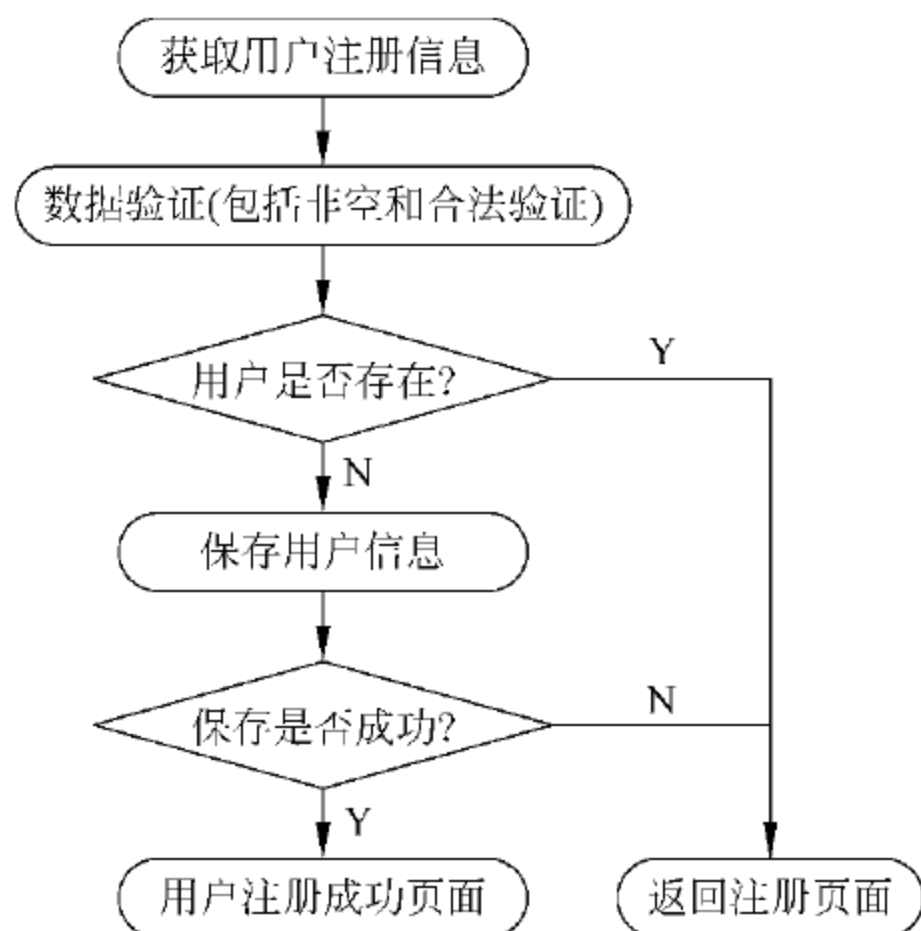 获取用户注册信息
数据验证(包括非空和合法验证)
用户是否存在?
Y
N
保存用户信息
保存是否成功?
N
Y
用户注册成功页面
返回注册页面